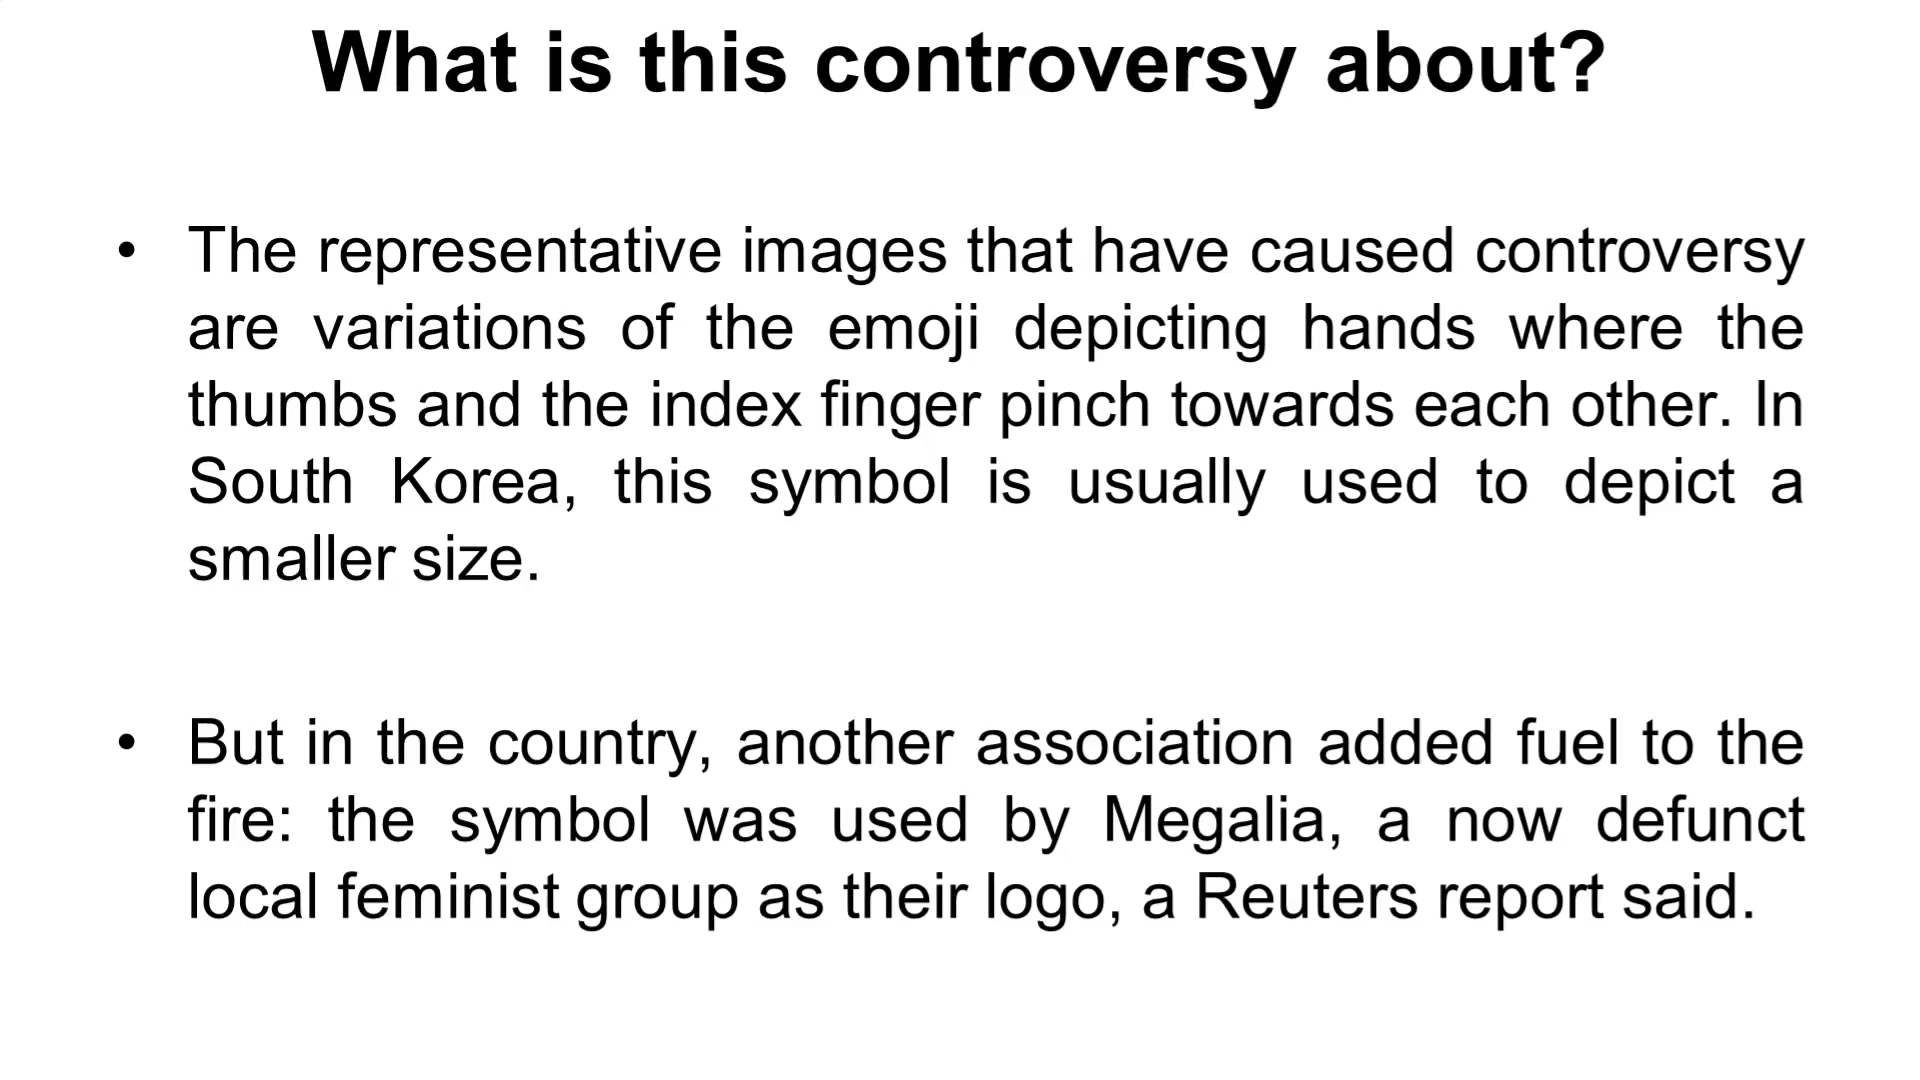 What is this controversy about?
• The representative images that have caused controversy
are variations of the emoji depicting hands where the
thumbs and the index finger pinch towards each other. In
South Korea, this symbol is usually used to depict a
smaller size.
• But in the country, another association added fuel to the
fire: the symbol was used by Megalia, a now defunct
local feminist group as their logo, a Reuters report said.